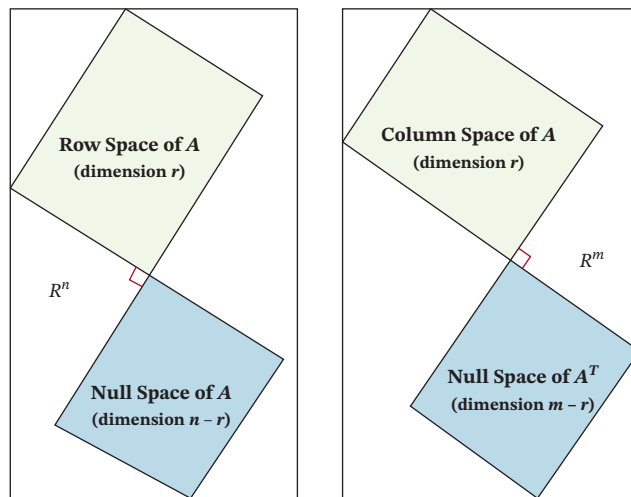 Row Space of A
(dimension r)
R^n
Null Space of A
(dimension n – r)
Column Space of A
(dimension r)
R^m
Null Space of A^T
(dimension m – r)